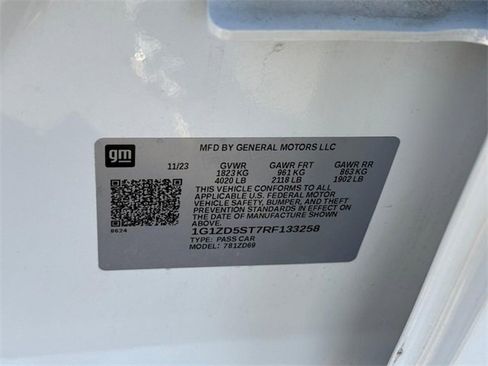 gm
MFD BY GENERAL MOTORS LLC
11/23 GVWR GAWR FRT GAWR RR
1823 KG 961 KG 863 KG
4020 LB 2118 LB 1902 LB
THIS VEHICLE CONFORMS TO ALL
APPLICABLE U.S. FEDERAL MOTOR
VEHICLE SAFETY, BUMPER, AND THEFT
PREVENTION STANDARDS IN EFFECT ON
THE DATE OF MANUFACTURE SHOWN
ABOVE.
8624
1G1ZD5ST7RF133258
TYPE: PASS CAR
MODEL: 781ZD69